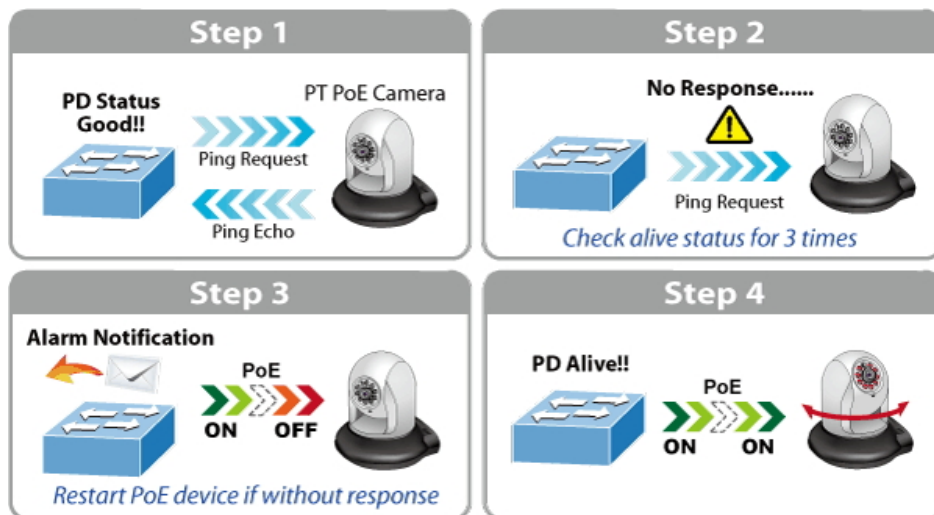 Step 1
PD Status
Good!!
PT PoE Camera
Ping Request
Ping Echo
Step 2
No Response......
Ping Request
Check alive status for 3 times
Step 3
Alarm Notification
PoE
ON OFF
Restart PoE device if without response
Step 4
PD Alive!!
PoE
ON ON